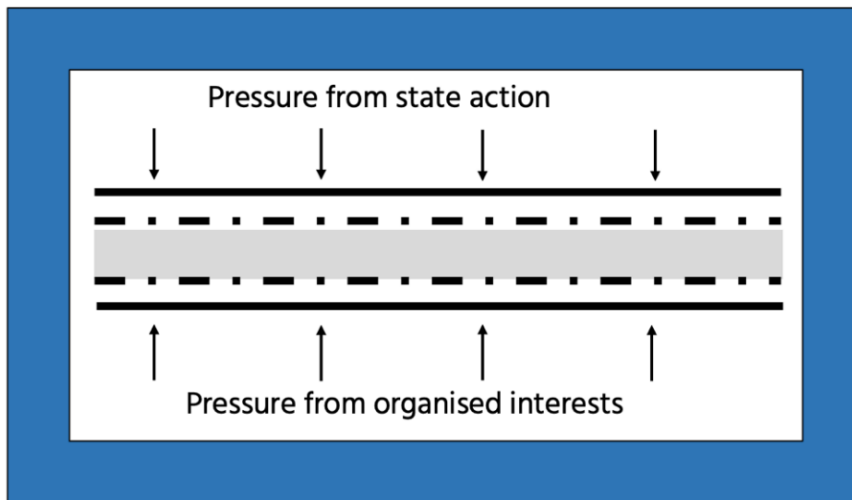 Pressure from state action
Pressure from organised interests